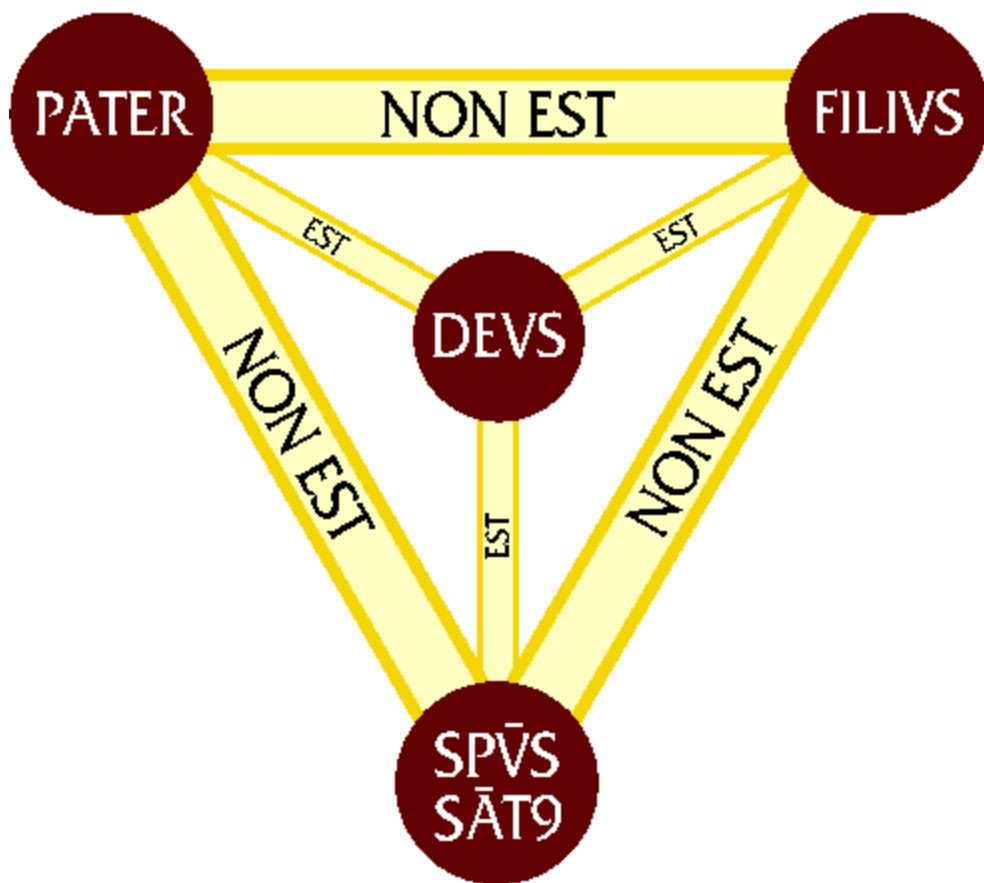 PATER
NON EST
FILIVS
EST
EST
DEVS
NON EST
NON EST
EST
SPV̄S
SĀT9